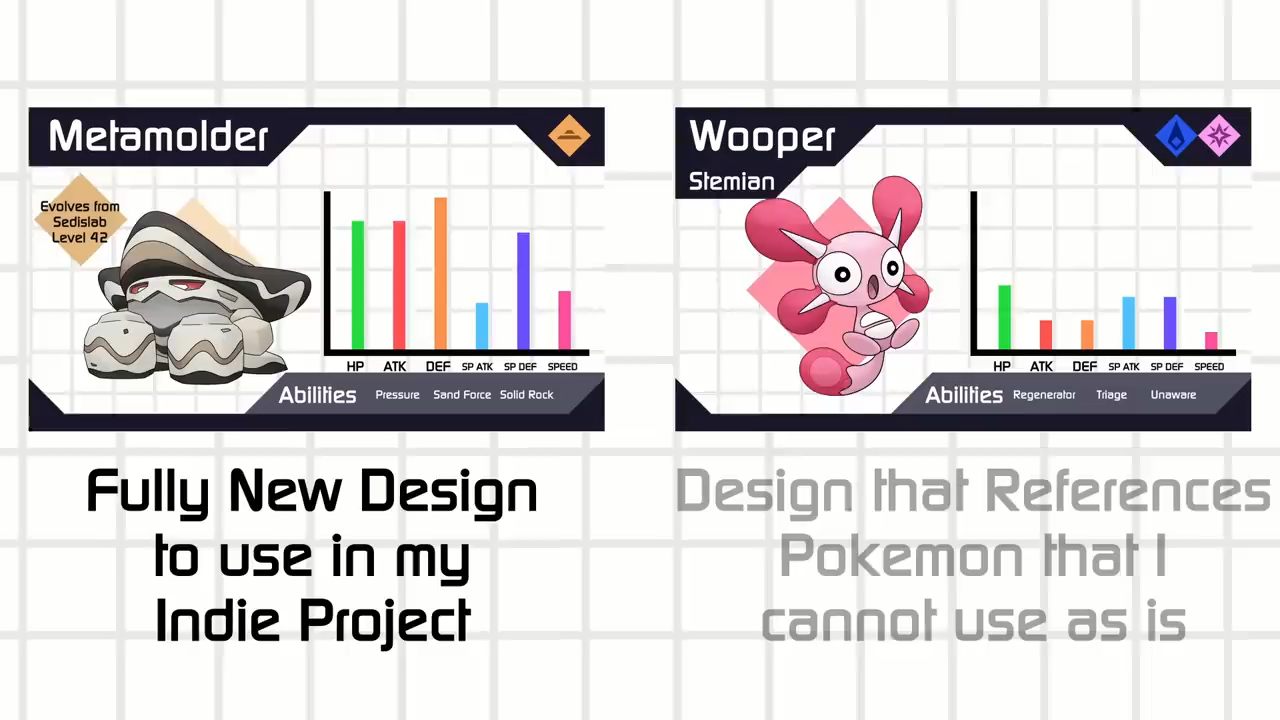 Metamolder
Evolves from
Sedislab
Level 42
HP ATK DEF SP ATK SP DEF SPEED
Abilities Pressure Sand Force Solid Rock
Fully New Design
to use in my
Indie Project
Wooper
Stemian
HP ATK DEF SP ATK SP DEF SPEED
Abilities Regenerator Triage Unaware
Design that References
Pokemon that I
cannot use as is